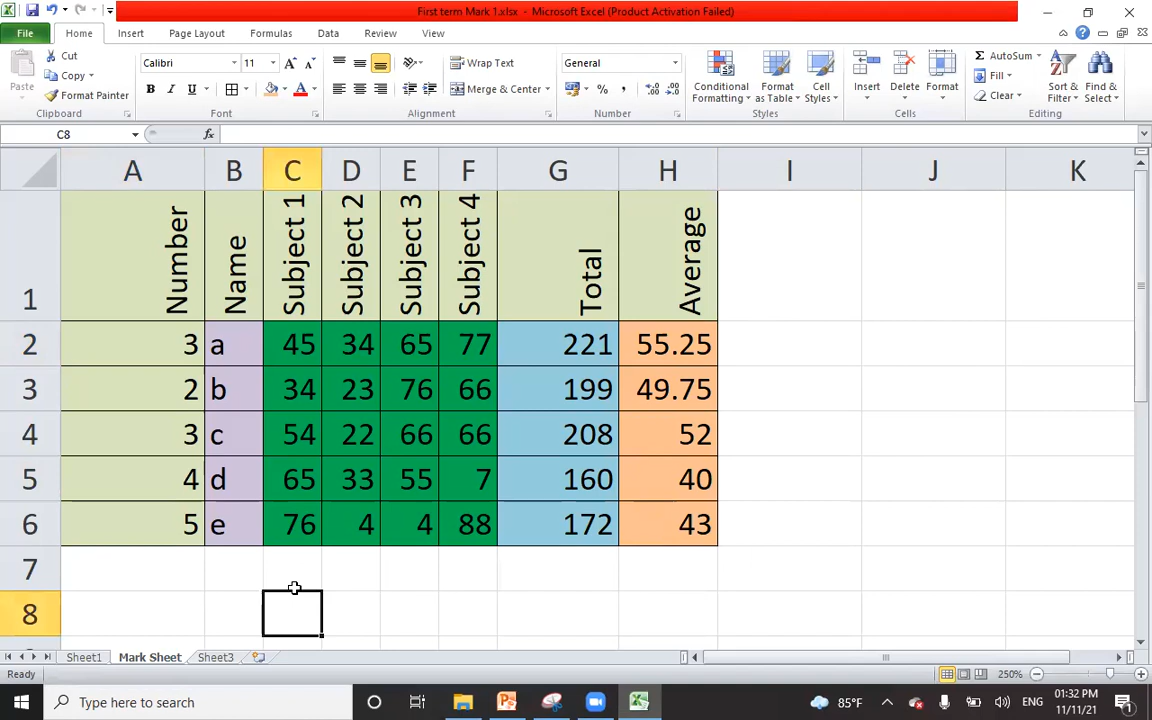 First term Mark 1.xlsx - Microsoft Excel (Product Activation Failed)
File Home Insert Page Layout Formulas Data Review View
Paste Cut Copy Format Painter Clipboard
Calibri 11 B I U A Font
Wrap Text Merge & Center Alignment
General % , Number
Conditional Formatting Format as Table Cell Styles Styles
Insert Delete Format Cells
AutoSum Fill Clear Sort & Filter Find & Select Editing
C8 fx
A B C D E F G H I J K
1 Number Name Subject 1 Subject 2 Subject 3 Subject 4 Total Average
2 3 a 45 34 65 77 221 55.25
3 2 b 34 23 76 66 199 49.75
4 3 c 54 22 66 66 208 52
5 4 d 65 33 55 7 160 40
6 5 e 76 4 4 88 172 43
7
8
Sheet1 Mark Sheet Sheet3
Ready 250%
Type here to search 85°F ENG 01:32 PM
11/11/21